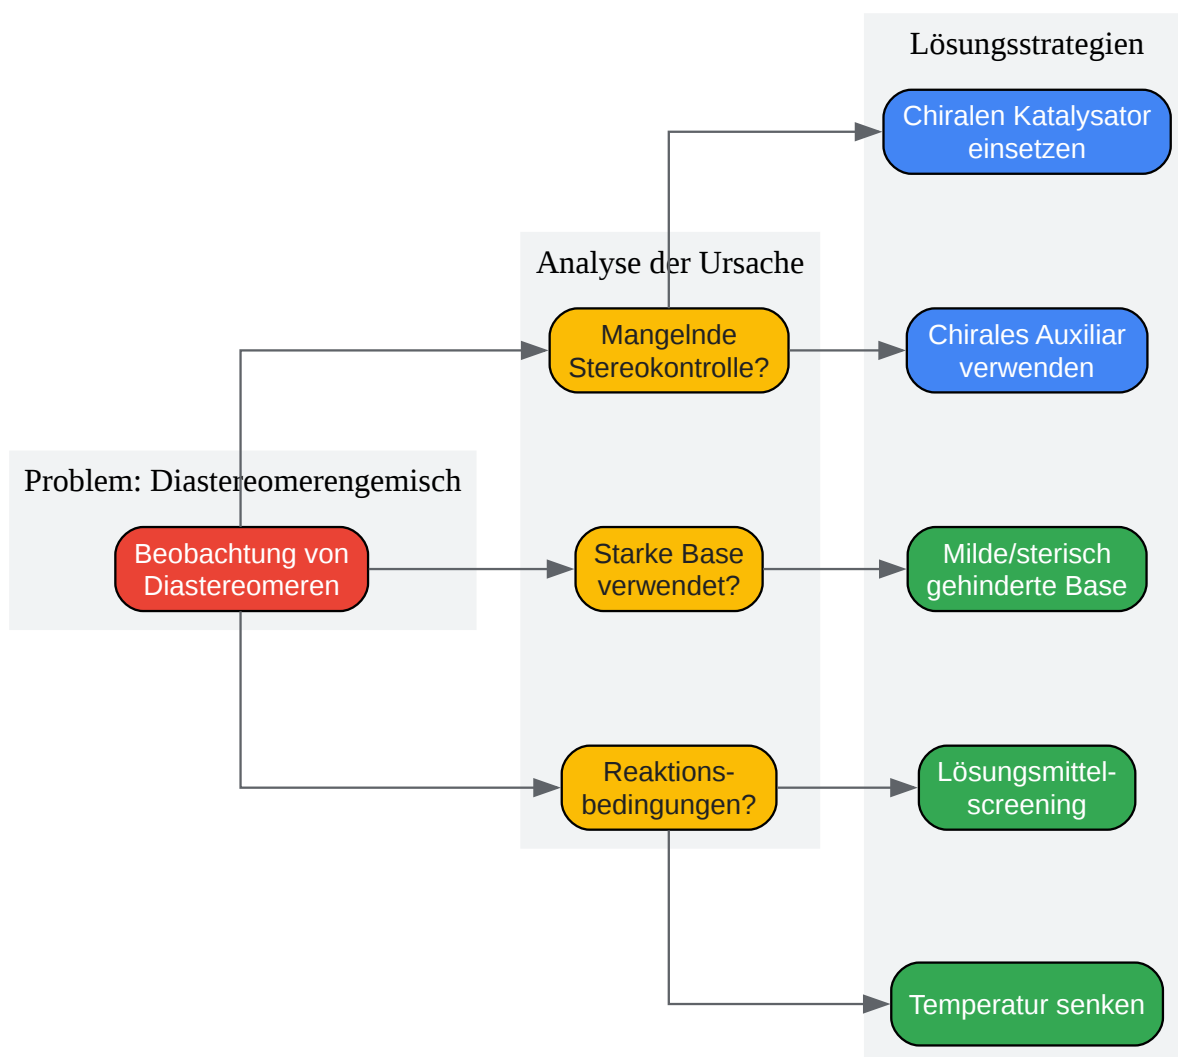 Lösungsstrategien
Chiralen Katalysator
einsetzen
Analyse der Ursache
Mangelnde
Stereokontrolle?
Chirales Auxiliar
verwenden
Problem: Diastereomerengemisch
Beobachtung von
Diastereomeren
Starke Base
verwendet?
Milde/sterisch
gehinderte Base
Reaktions-
bedingungen?
Lösungsmittel-
screening
Temperatur senken